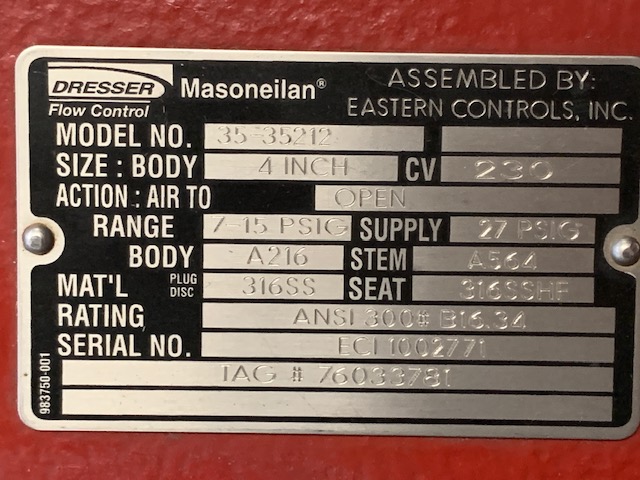 DRESSER Masoneilan® ASSEMBLED BY:
Flow Control EASTERN CONTROLS, INC.
MODEL NO. 35-35212
SIZE : BODY 4 INCH CV 230
ACTION : AIR TO OPEN
RANGE 7-15 PSIG SUPPLY 27 PSIG
BODY A216 STEM A564
MAT'L PLUG DISC 316SS SEAT 316SSHF
RATING ANSI 300# B16.34
SERIAL NO. ECI 1002771
TAG # 76033781
983750-001